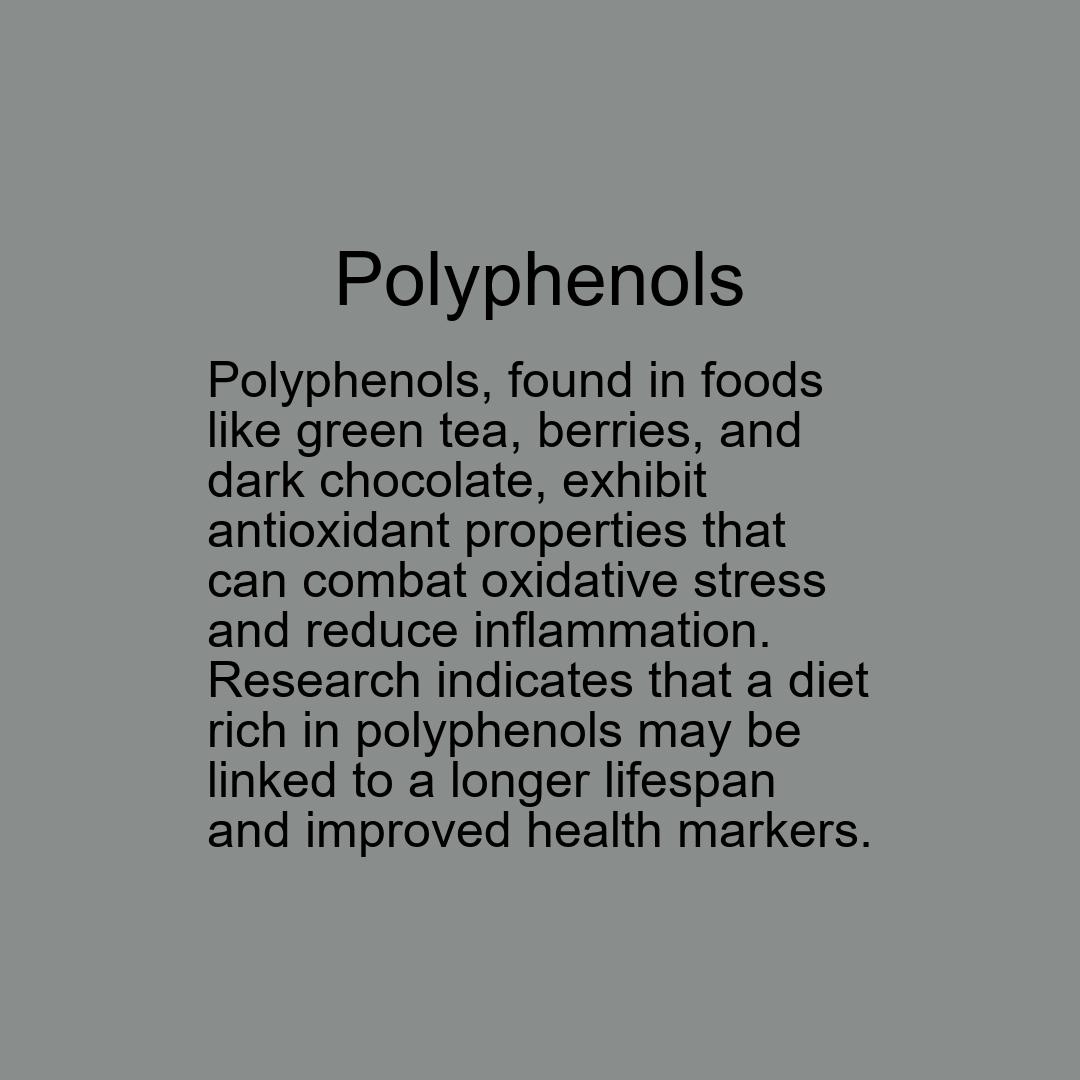 Polyphenols
Polyphenols, found in foods
like green tea, berries, and
dark chocolate, exhibit
antioxidant properties that
can combat oxidative stress
and reduce inflammation.
Research indicates that a diet
rich in polyphenols may be
linked to a longer lifespan
and improved health markers.